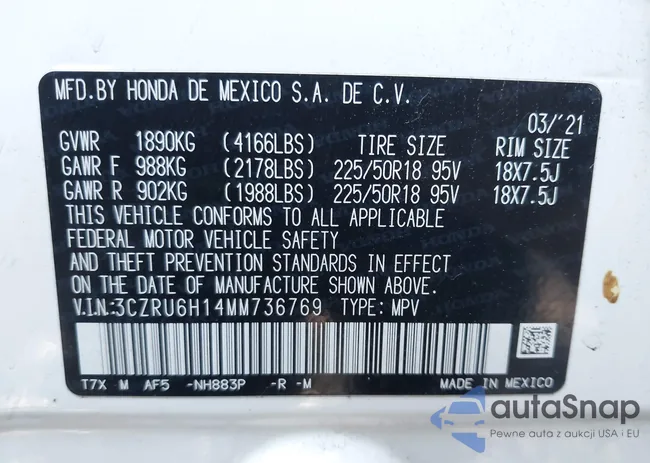 MFD.BY HONDA DE MEXICO S.A. DE C.V.
03/'21
GVWR 1890KG (4166LBS) TIRE SIZE RIM SIZE
GAWR F 988KG (2178LBS) 225/50R18 95V 18X7.5J
GAWR R 902KG (1988LBS) 225/50R18 95V 18X7.5J
THIS VEHICLE CONFORMS TO ALL APPLICABLE
FEDERAL MOTOR VEHICLE SAFETY
AND THEFT PREVENTION STANDARDS IN EFFECT
ON THE DATE OF MANUFACTURE SHOWN ABOVE.
V.I.N:3CZRU6H14MM736769 TYPE: MPV
T7X M AF5 -NH883P -R -M MADE IN MEXICO
autaSnap
Pewne auta z aukcji USA i EU